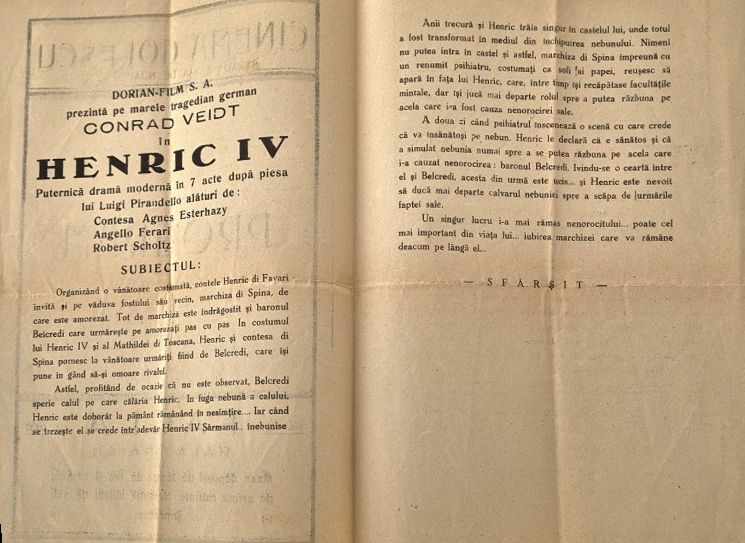 DORIAN-FILM S. A.
prezintă pe marele tragedian german
CONRAD VEIDT
în
HENRIC IV
Puternică dramă modernă în 7 acte după piesa
lui Luigi Pirandello alături de :
Contesa Agnes Esterhazy
Angello Ferari
Robert Scholtz
SUBIECTUL:
Organizând o vânătoare costumată, contele Henric di Favari
invită și pe văduva fostului său vecin, marchiza di Spina, de
care este amorezat. Tot de marchiză este îndrăgostit și baronul
Belcredi care urmărește pe amorezați pas cu pas In costumul
lui Henric IV și al Mathildei di Toscana, Henric și contesa di
Spina pornesc la vânătoare urmăriți fiind de Belcredi, care își
pune în gând să-și omoare rivalul.
Astfel, profitând de ocazie că nu este observat, Belcredi
sperie calul pe care călăria Henric. In fuga nebună a calului,
Henric este doborât la pământ rămânând în nesimțire.... Iar când
se trezește el se crede într'adevăr Henric IV Sărmanul.. înebunise
Anii trecură și Henric trăia singur în castelul lui, unde totul
a fost transformat în mediul din închipuirea nebunului. Nimeni
nu putea intra în castel și astfel, marchiza di Spina împreună cu
un renumit psihiatru, costumați ca soli ai papei, reușesc să
apară în fața lui Henric, care, între timp își recăpătase facultățile
mintale, dar își jucă mai departe rolul spre a putea răzbuna pe
acela care i-a fost cauza nenorocirei sale.
A doua zi când psihiatrul înscenează o scenă cu care crede
că va însănătoși pe nebun. Henric le declară că e sănătos și că
a simulat nebunia numai spre a se putea răzbuna pe acela care
i-a cauzat nenorocirea : baronul Belcredi. Ivindu-se o ceartă între
el și Belcredi, acesta din urmă este ucis... și Henric este nevoit
să ducă mai departe calvarul nebuniei spre a scăpa de urmările
faptei sale.
Un singur lucru i-a mai rămas nenorocitului... poate cel
mai important din viața lui... iubirea marchizei care va rămâne
deacum pe lângă el...
— SFÂRȘIT —